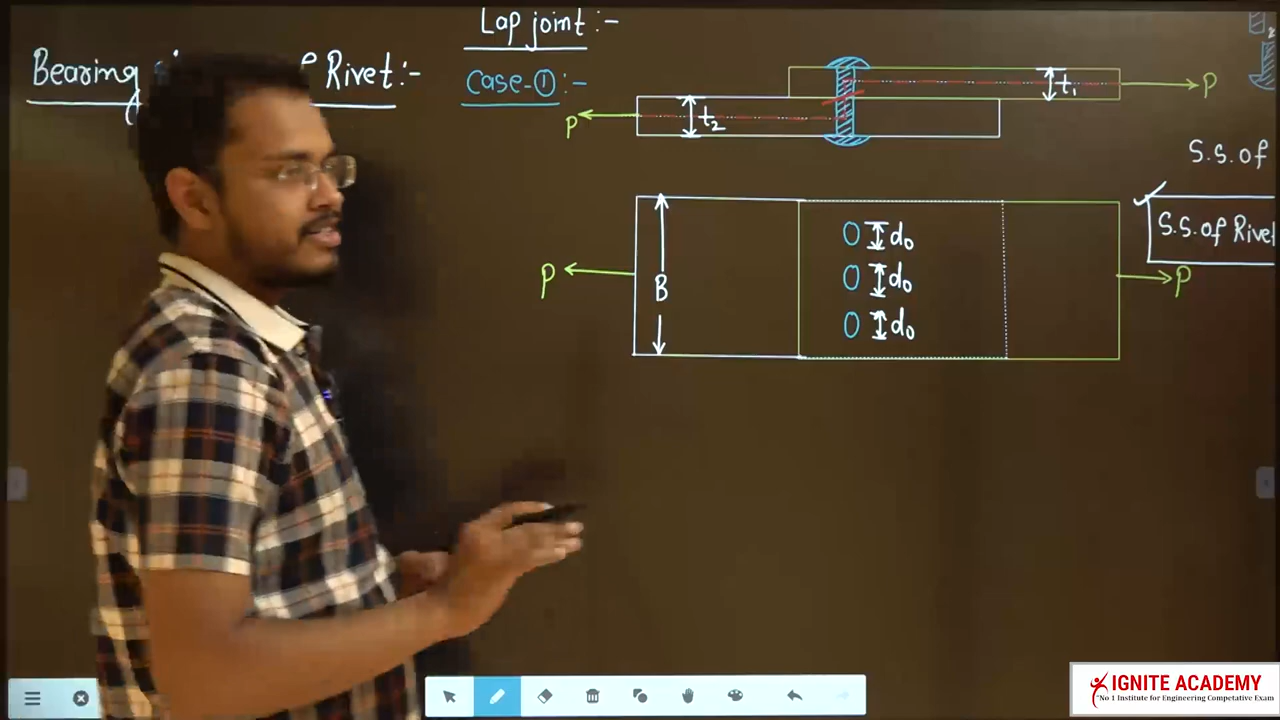 Lap joint :-
Bearing
Rivet :-
Case-① :-
t₁
P
P
t₂
S.S. of
S.S. of Rivet
d₀
P
B
d₀
P
d₀
IGNITE ACADEMY
"No 1 Institute for Engineering Competative Exam